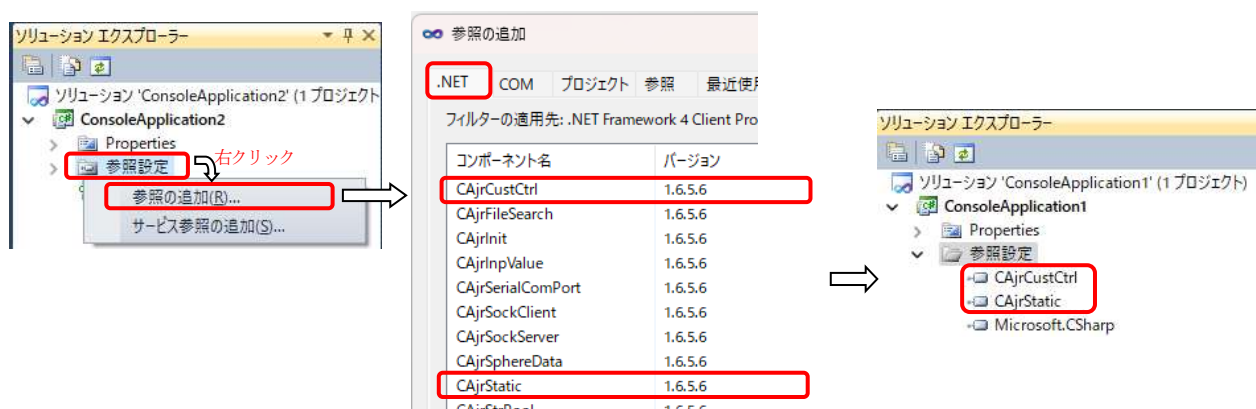 ソリューション エクスプローラー
ソリューション 'ConsoleApplication2' (1 プロジェクト
ConsoleApplication2
Properties
参照設定
右クリック
参照の追加(R)...
サービス参照の追加(S)...
参照の追加
.NET COM プロジェクト 参照 最近使用
フィルターの適用先: .NET Framework 4 Client Pro
コンポーネント名 バージョン
CAjrCustCtrl 1.6.5.6
CAjrFileSearch 1.6.5.6
CAjrInit 1.6.5.6
CAjrInpValue 1.6.5.6
CAjrSerialComPort 1.6.5.6
CAjrSockClient 1.6.5.6
CAjrSockServer 1.6.5.6
CAjrSphereData 1.6.5.6
CAjrStatic 1.6.5.6
ソリューション エクスプローラー
ソリューション 'ConsoleApplication1' (1 プロジェクト)
ConsoleApplication1
Properties
参照設定
CAjrCustCtrl
CAjrStatic
Microsoft.CSharp